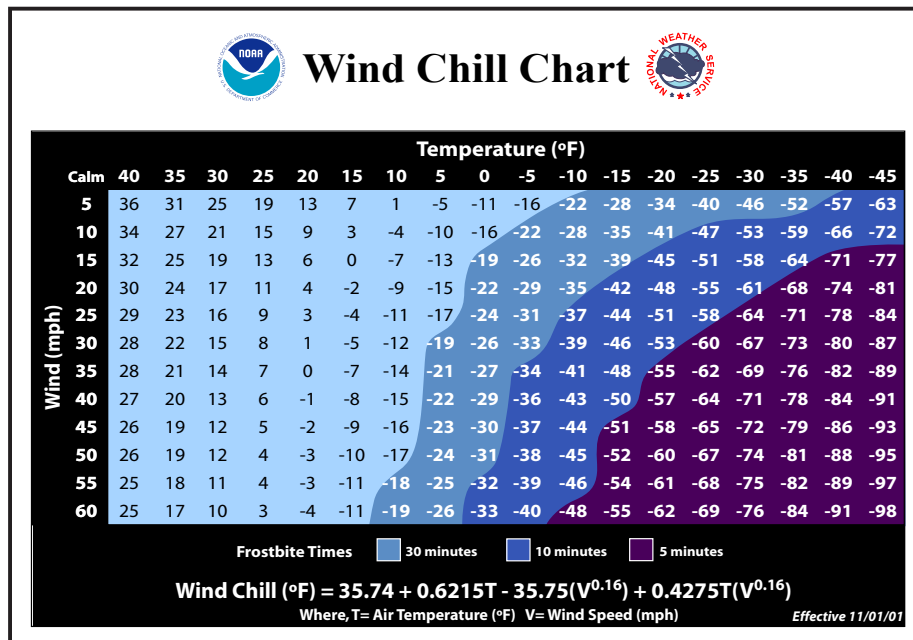 NATIONAL OCEANIC AND ATMOSPHERIC ADMINISTRATION
NOAA
U.S. DEPARTMENT OF COMMERCE
Wind Chill Chart
NATIONAL WEATHER SERVICE
Temperature (ºF)
Calm 40 35 30 25 20 15 10 5 0 -5 -10 -15 -20 -25 -30 -35 -40 -45
Wind (mph)
5 36 31 25 19 13 7 1 -5 -11 -16 -22 -28 -34 -40 -46 -52 -57 -63
10 34 27 21 15 9 3 -4 -10 -16 -22 -28 -35 -41 -47 -53 -59 -66 -72
15 32 25 19 13 6 0 -7 -13 -19 -26 -32 -39 -45 -51 -58 -64 -71 -77
20 30 24 17 11 4 -2 -9 -15 -22 -29 -35 -42 -48 -55 -61 -68 -74 -81
25 29 23 16 9 3 -4 -11 -17 -24 -31 -37 -44 -51 -58 -64 -71 -78 -84
30 28 22 15 8 1 -5 -12 -19 -26 -33 -39 -46 -53 -60 -67 -73 -80 -87
35 28 21 14 7 0 -7 -14 -21 -27 -34 -41 -48 -55 -62 -69 -76 -82 -89
40 27 20 13 6 -1 -8 -15 -22 -29 -36 -43 -50 -57 -64 -71 -78 -84 -91
45 26 19 12 5 -2 -9 -16 -23 -30 -37 -44 -51 -58 -65 -72 -79 -86 -93
50 26 19 12 4 -3 -10 -17 -24 -31 -38 -45 -52 -60 -67 -74 -81 -88 -95
55 25 18 11 4 -3 -11 -18 -25 -32 -39 -46 -54 -61 -68 -75 -82 -89 -97
60 25 17 10 3 -4 -11 -19 -26 -33 -40 -48 -55 -62 -69 -76 -84 -91 -98
Frostbite Times 30 minutes 10 minutes 5 minutes
Wind Chill (ºF) = 35.74 + 0.6215T - 35.75(V^0.16) + 0.4275T(V^0.16)
Where, T= Air Temperature (ºF) V= Wind Speed (mph)
Effective 11/01/01